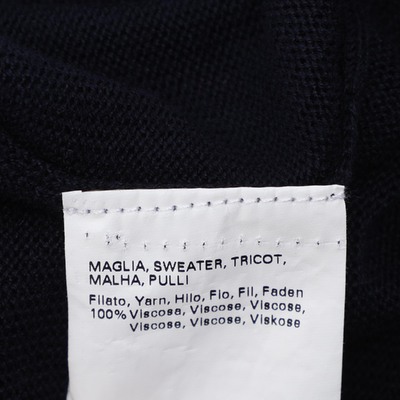 MAGLIA, SWEATER, TRICOT,
MALHA, PULLI
Filato, Yarn, Hilo, Fio, Fil, Faden
100% Viscosa, Viscose, Viscose,
Viscose, Viscose, Viskose